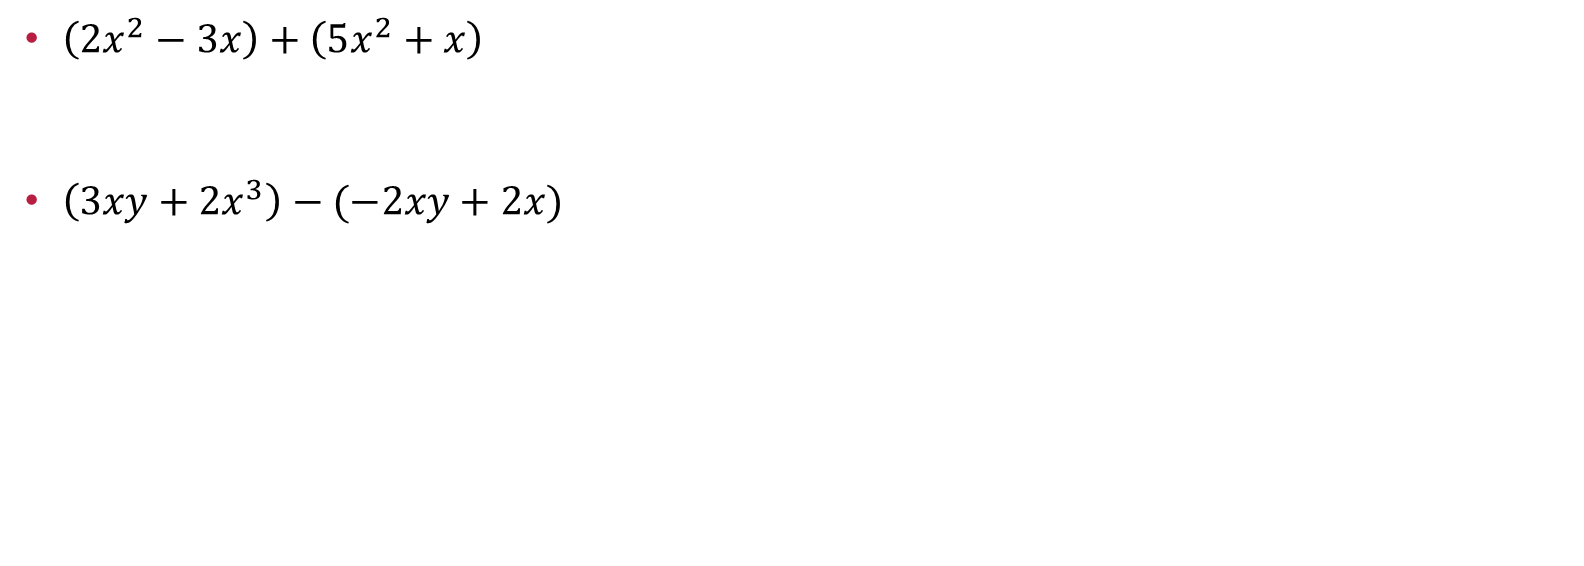 • (2x² − 3x) + (5x² + x)
• (3xy + 2x³) − (−2xy + 2x)